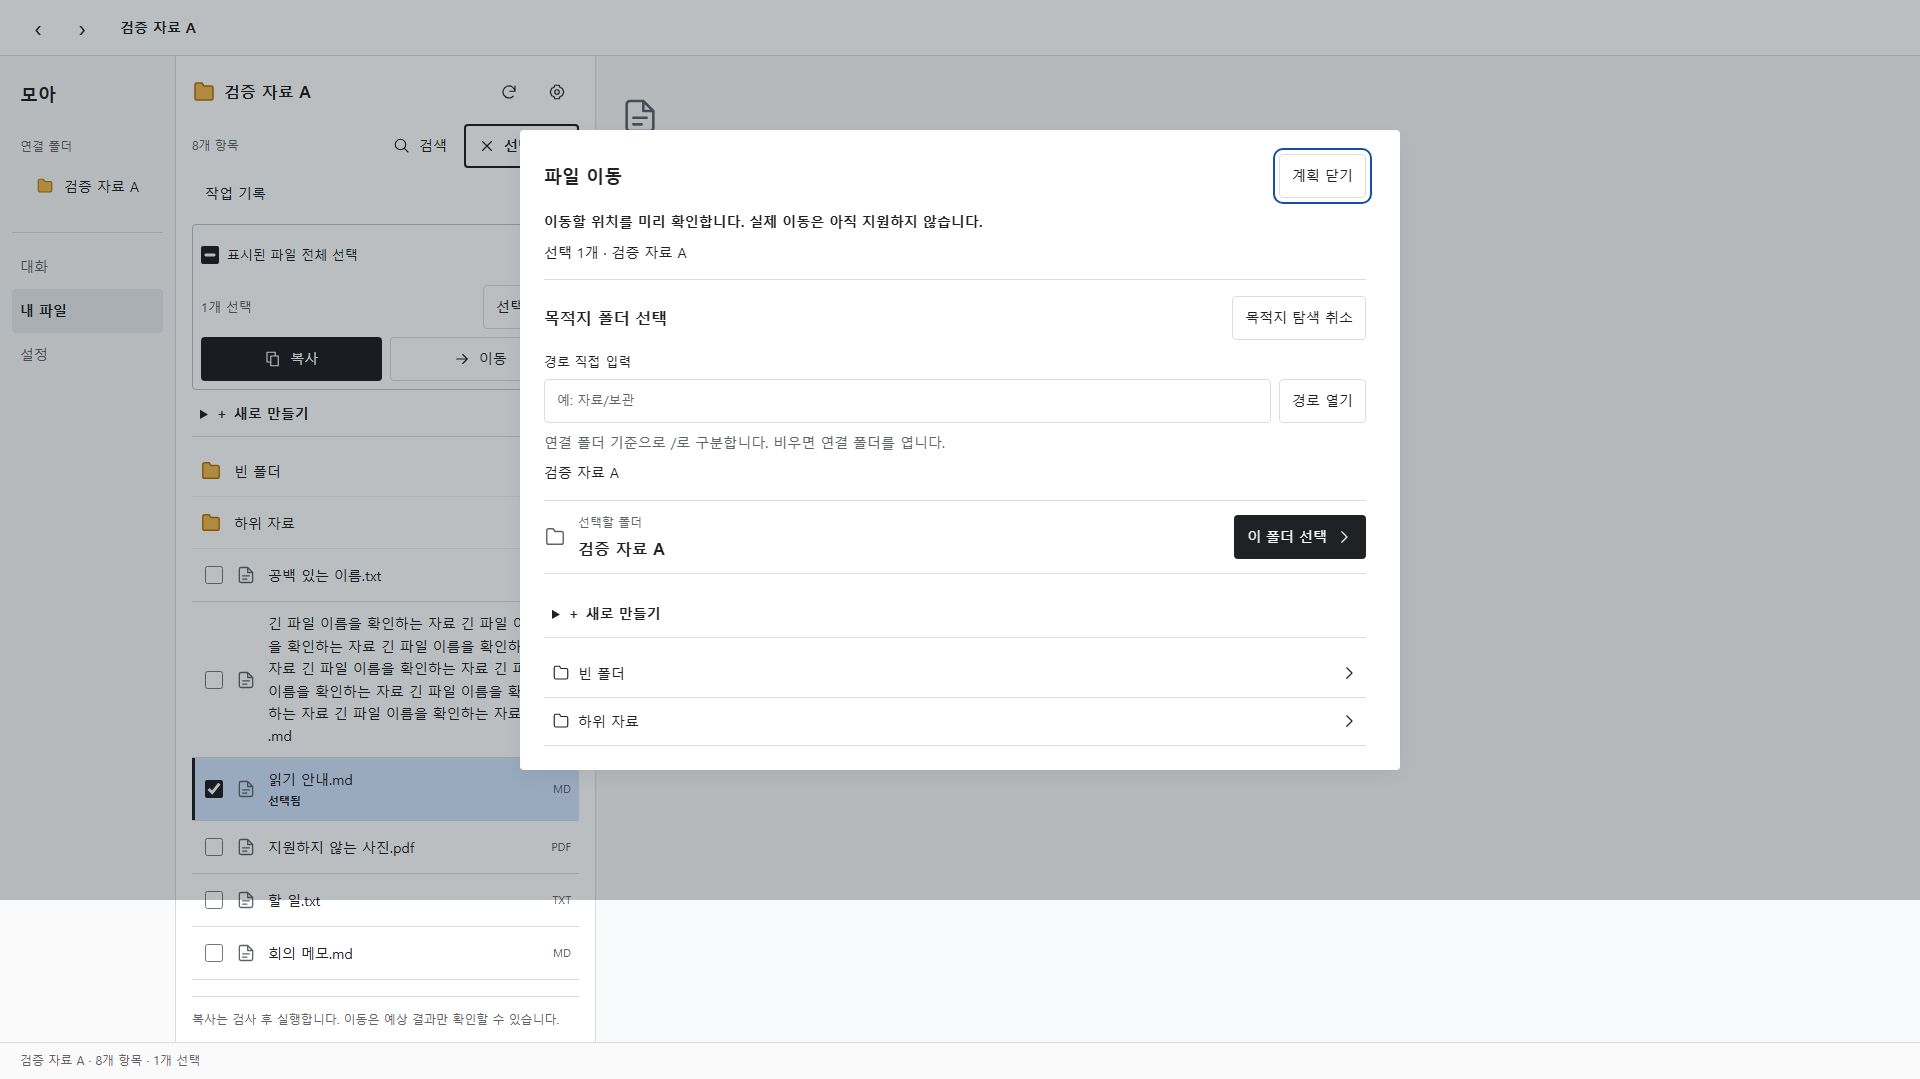 검증 자료 A
모아
연결 폴더
검증 자료 A
대화
내 파일
설정
검증 자료 A
8개 항목
검색
작업 기록
표시된 파일 전체 선택
1개 선택
선택
복사
이동
+ 새로 만들기
빈 폴더
하위 자료
공백 있는 이름.txt
긴 파일 이름을 확인하는 자료 긴 파일
을 확인하는 자료 긴 파일 이름을 확인하
자료 긴 파일 이름을 확인하는 자료 긴
이름을 확인하는 자료 긴 파일 이름을 확
하는 자료 긴 파일 이름을 확인하는 자료
.md
읽기 안내.md
선택됨
MD
지원하지 않는 사진.pdf
PDF
할 일.txt
TXT
회의 메모.md
MD
복사는 검사 후 실행합니다. 이동은 예상 결과만 확인할 수 있습니다.
파일 이동
계획 닫기
이동할 위치를 미리 확인합니다. 실제 이동은 아직 지원하지 않습니다.
선택 1개 · 검증 자료 A
목적지 폴더 선택
목적지 탐색 취소
경로 직접 입력
예: 자료/보관
경로 열기
연결 폴더 기준으로 /로 구분합니다. 비우면 연결 폴더를 엽니다.
검증 자료 A
선택할 폴더
검증 자료 A
이 폴더 선택
+ 새로 만들기
빈 폴더
하위 자료
검증 자료 A · 8개 항목 · 1개 선택